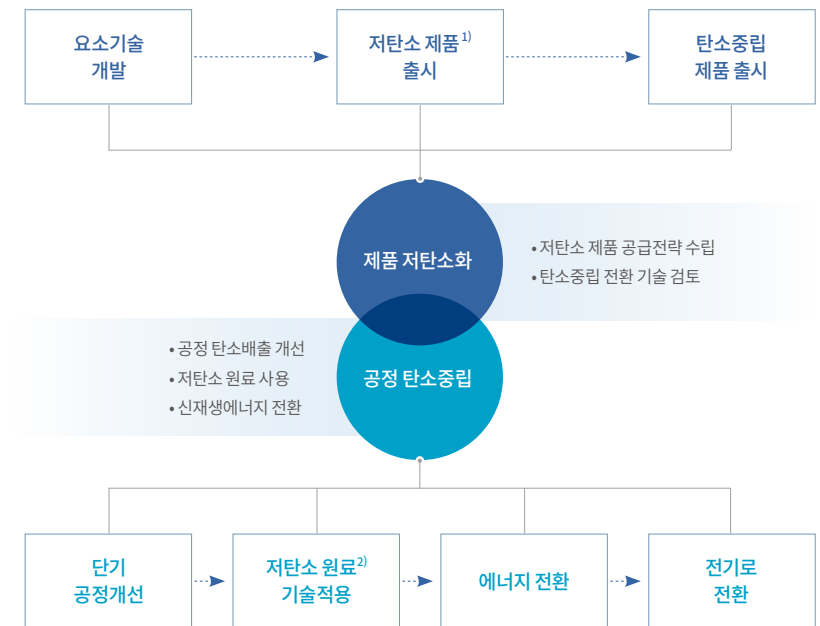 요소기술
개발
저탄소 제품 1)
출시
탄소중립
제품 출시
제품 저탄소화
• 저탄소 제품 공급전략 수립
• 탄소중립 전환 기술 검토
• 공정 탄소배출 개선
• 저탄소 원료 사용
• 신재생에너지 전환
공정 탄소중립
단기
공정개선
저탄소 원료2)
기술적용
에너지 전환
전기로
전환